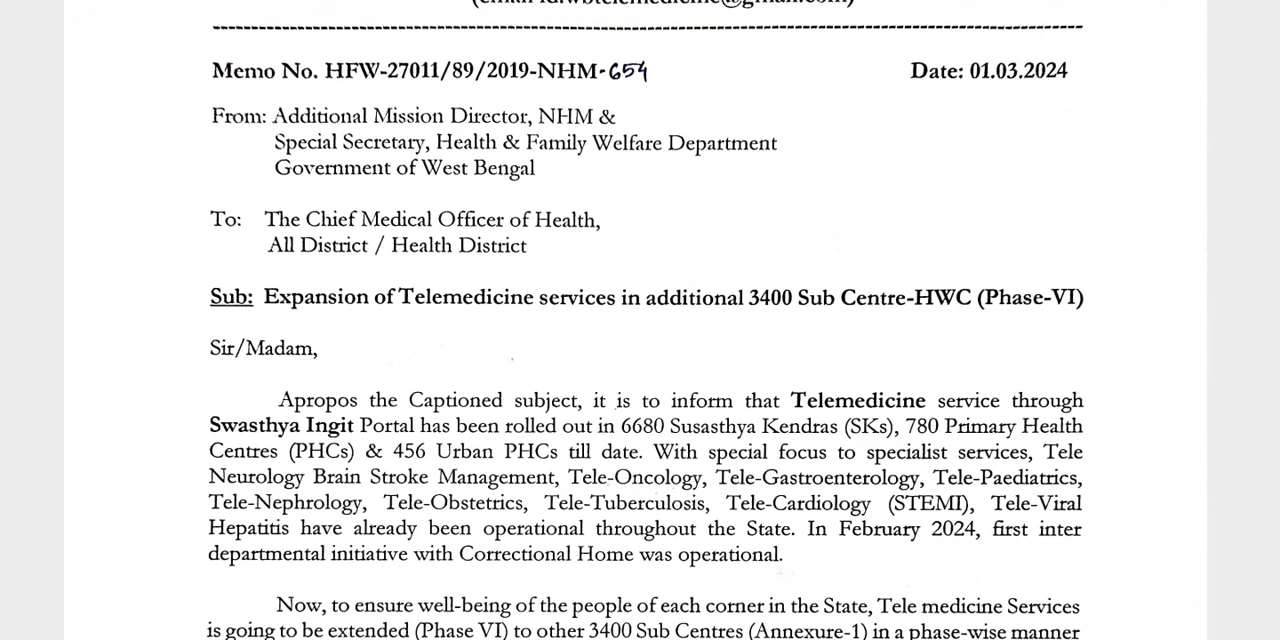 Memo No. HFW-27011/89/2019-NHM-654 Date: 01.03.2024
From: Additional Mission Director, NHM &
Special Secretary, Health & Family Welfare Department
Government of West Bengal
To: The Chief Medical Officer of Health,
All District / Health District
Sub: Expansion of Telemedicine services in additional 3400 Sub Centre-HWC (Phase-VI)
Sir/Madam,
Apropos the Captioned subject, it is to inform that Telemedicine service through
Swasthya Ingit Portal has been rolled out in 6680 Susasthya Kendras (SKs), 780 Primary Health
Centres (PHCs) & 456 Urban PHCs till date. With special focus to specialist services, Tele
Neurology Brain Stroke Management, Tele-Oncology, Tele-Gastroenterology, Tele-Paediatrics,
Tele-Nephrology, Tele-Obstetrics, Tele-Tuberculosis, Tele-Cardiology (STEMI), Tele-Viral
Hepatitis have already been operational throughout the State. In February 2024, first inter
departmental initiative with Correctional Home was operational.
Now, to ensure well-being of the people of each corner in the State, Tele medicine Services
is going to be extended (Phase VI) to other 3400 Sub Centres (Annexure-1) in a phase-wise manner